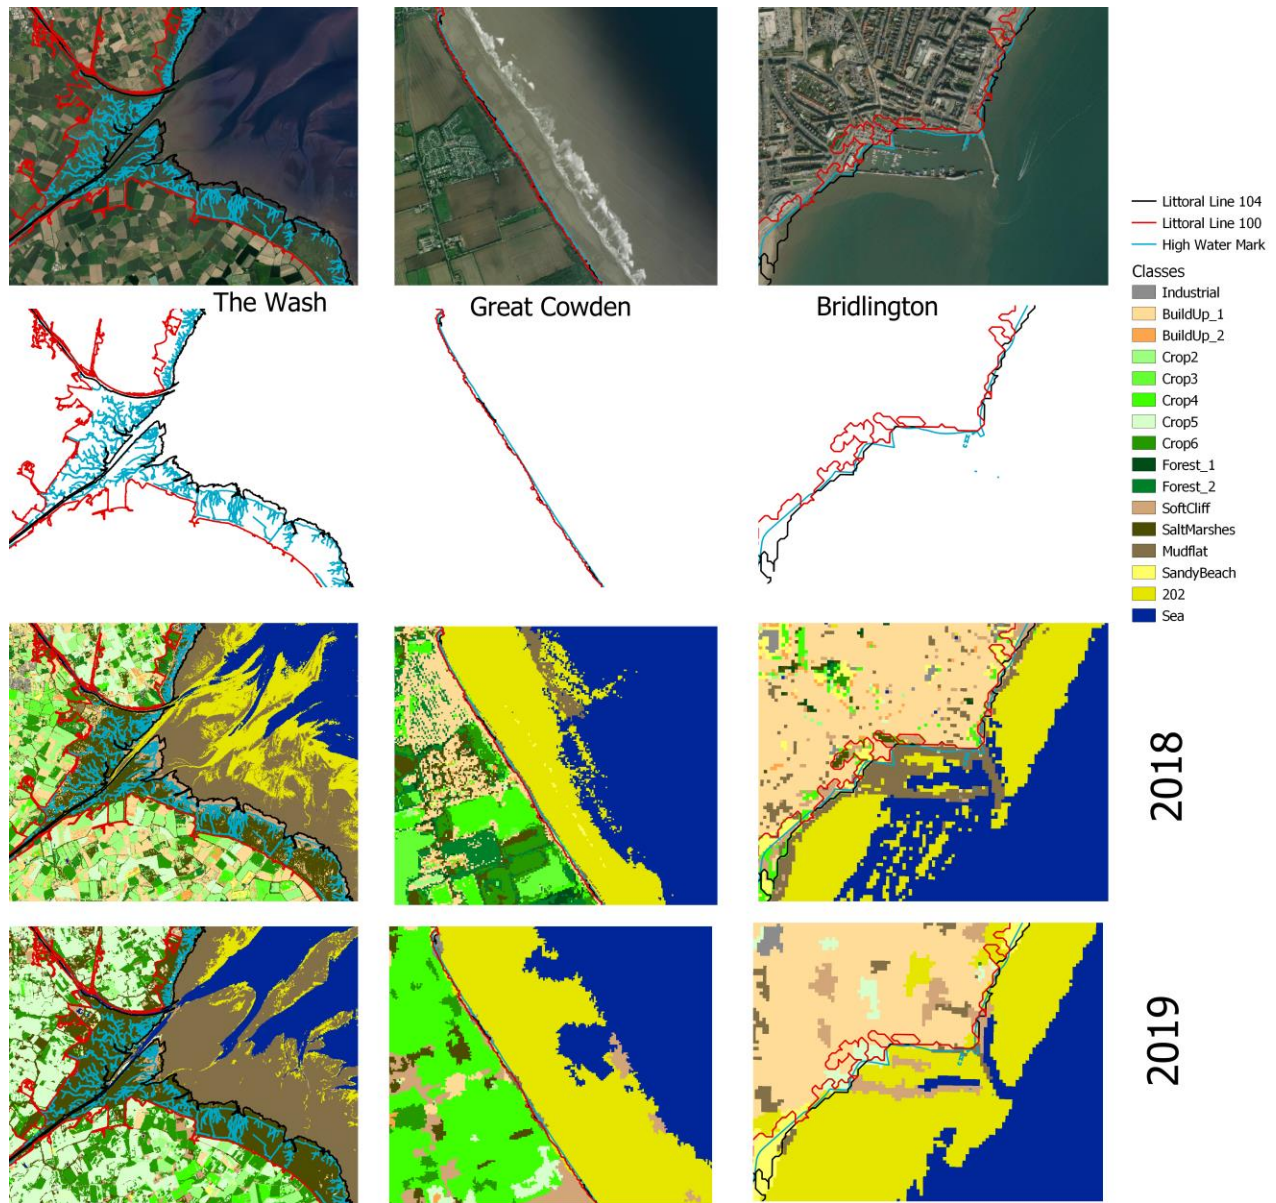 Littoral Line 104
Littoral Line 100
High Water Mark
Classes
Industrial
BuildUp_1
BuildUp_2
Crop2
Crop3
Crop4
Crop5
Crop6
Forest_1
Forest_2
SoftCliff
SaltMarshes
Mudflat
SandyBeach
202
Sea
The Wash
Great Cowden
Bridlington
2018
2019